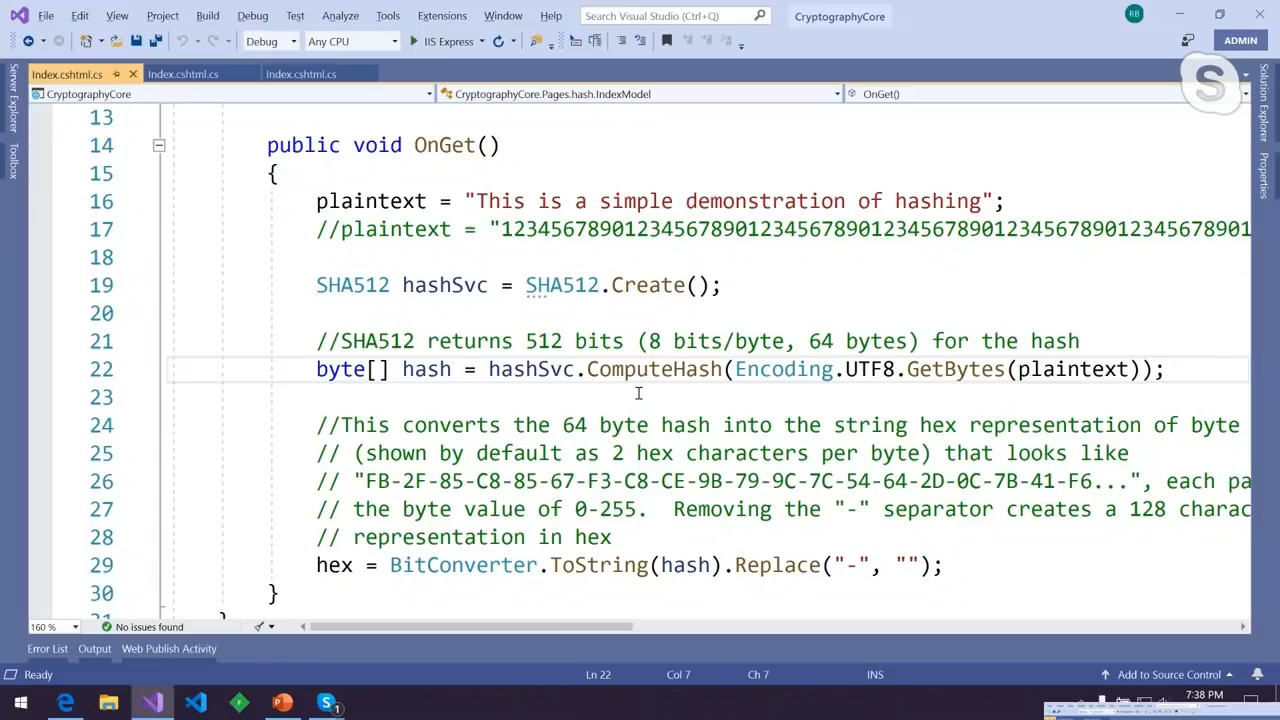 File Edit View Project Build Debug Test Analyze Tools Extensions Window Help Search Visual Studio (Ctrl+Q) CryptographyCore RB
Debug Any CPU IIS Express ADMIN
Index.cshtml.cs Index.cshtml.cs Index.cshtml.cs
CryptographyCore CryptographyCore.Pages.hash.IndexModel OnGet()
Server Explorer
Toolbox
Solution Explorer
Properties
13
14 public void OnGet()
15 {
16 plaintext = "This is a simple demonstration of hashing";
17 //plaintext = "1234567890123456789012345678901234567890123456789012345678901
18
19 SHA512 hashSvc = SHA512.Create();
20
21 //SHA512 returns 512 bits (8 bits/byte, 64 bytes) for the hash
22 byte[] hash = hashSvc.ComputeHash(Encoding.UTF8.GetBytes(plaintext));
23
24 //This converts the 64 byte hash into the string hex representation of byte
25 // (shown by default as 2 hex characters per byte) that looks like
26 // "FB-2F-85-C8-85-67-F3-C8-CE-9B-79-9C-7C-54-64-2D-0C-7B-41-F6...", each pa
27 // the byte value of 0-255. Removing the "-" separator creates a 128 charac
28 // representation in hex
29 hex = BitConverter.ToString(hash).Replace("-", "");
30 }
160 % No issues found
Error List Output Web Publish Activity
Ready Ln 22 Col 7 Ch 7 INS Add to Source Control
7:38 PM